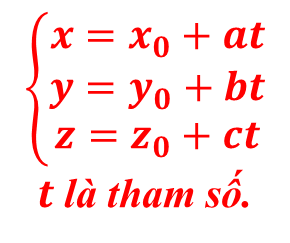 x = x₀ + at
y = y₀ + bt
z = z₀ + ct
t là tham số.